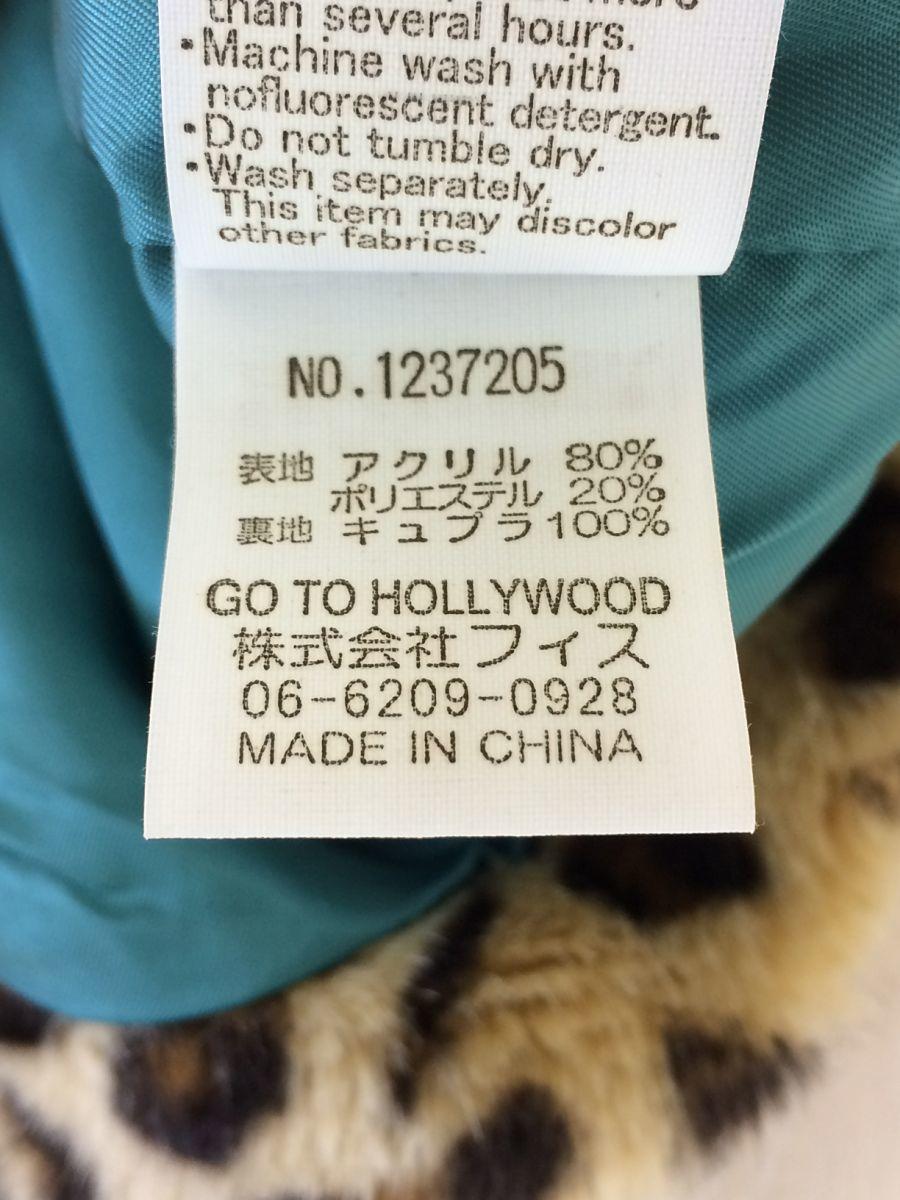 than several hours.
・Machine wash with
nofluorescent detergent.
・Do not tumble dry.
・Wash separately.
This item may discolor
other fabrics.
NO.1237205
表地 アクリル 80%
ポリエステル 20%
裏地 キュプラ 100%
GO TO HOLLYWOOD
株式会社フィス
06-6209-0928
MADE IN CHINA